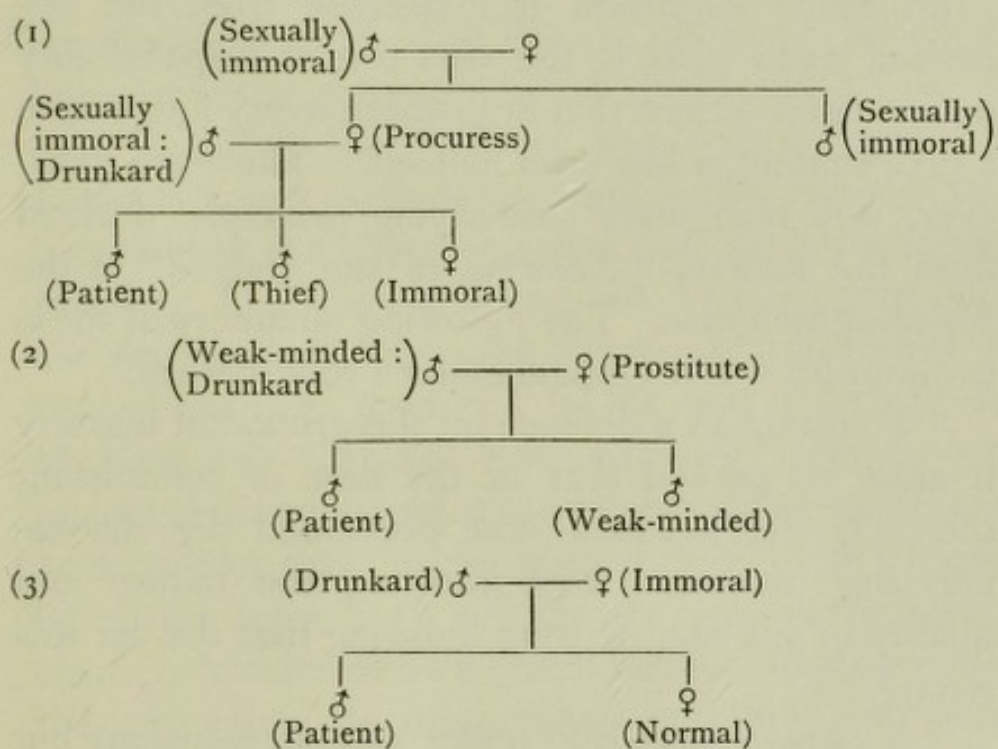 (1)
(Sexually immoral) ♂ ♀
(Sexually immoral : Drunkard) ♂ ♀ (Procuress)
♂ (Sexually immoral)
♂ ♂ ♀
(Patient) (Thief) (Immoral)
(2)
(Weak-minded : Drunkard) ♂ ♀ (Prostitute)
♂ ♂
(Patient) (Weak-minded)
(3)
(Drunkard) ♂ ♀ (Immoral)
♂ ♀
(Patient) (Normal)